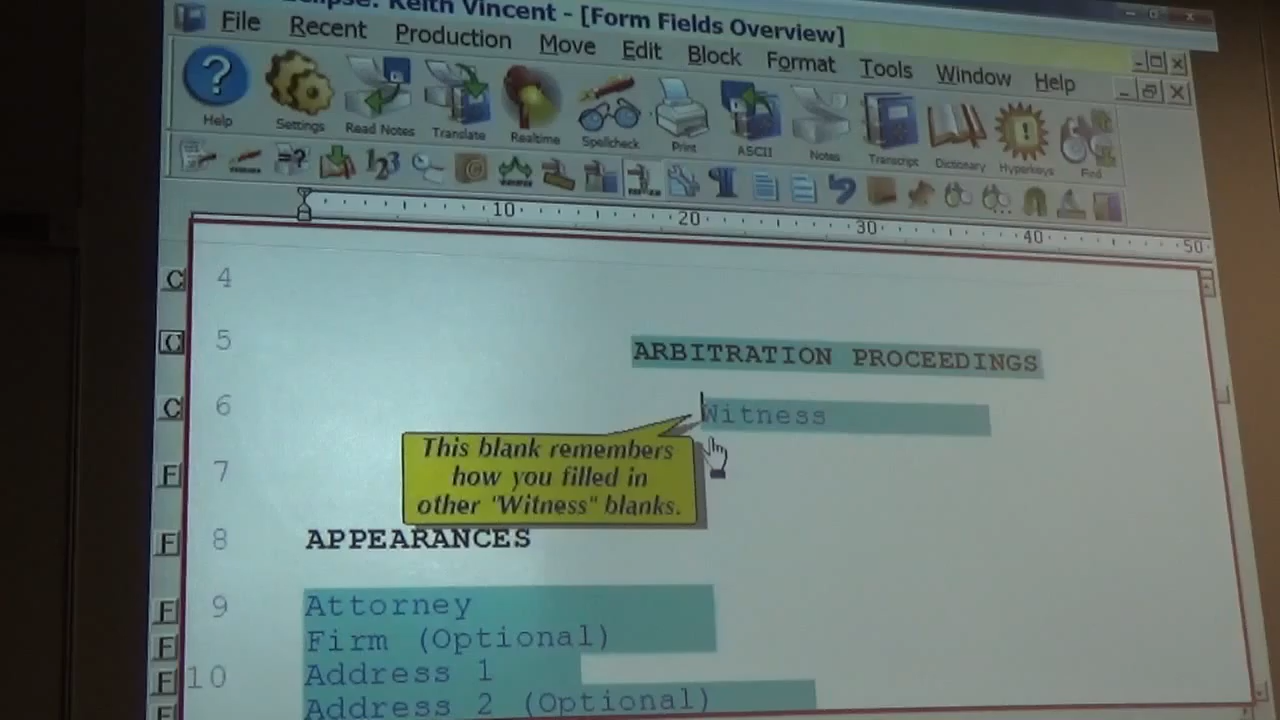 Keith Vincent - [Form Fields Overview]
File Recent Production Move Edit Block Format Tools Window Help
Help Settings Read Notes Translate Realtime Spellcheck Print ASCII Notes Transcript Dictionary Hyperkeys Find
123
10 20 30 40 50
C 4
C 5 ARBITRATION PROCEEDINGS
C 6 Witness
This blank remembers
how you filled in
other "Witness" blanks.
F 7
F 8 APPEARANCES
F 9 Attorney
F Firm (Optional)
F 10 Address 1
F Address 2 (Optional)